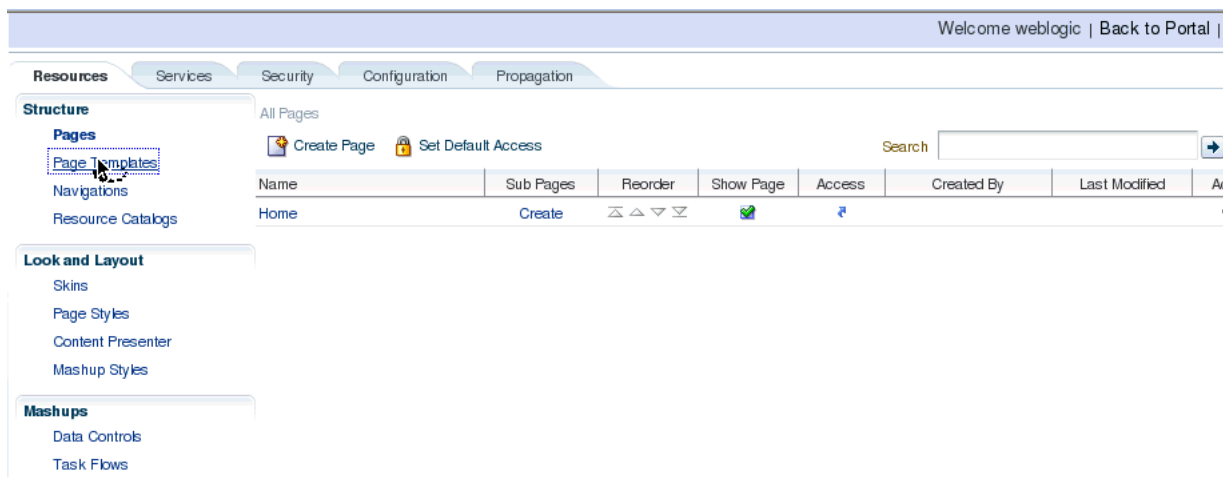 Welcome weblogic | Back to Portal |
Resources Services Security Configuration Propagation
Structure
Pages
Page Templates
Navigations
Resource Catalogs
Look and Layout
Skins
Page Styles
Content Presenter
Mashup Styles
Mashups
Data Controls
Task Flows
All Pages
Create Page Set Default Access Search
Name Sub Pages Reorder Show Page Access Created By Last Modified
Home Create